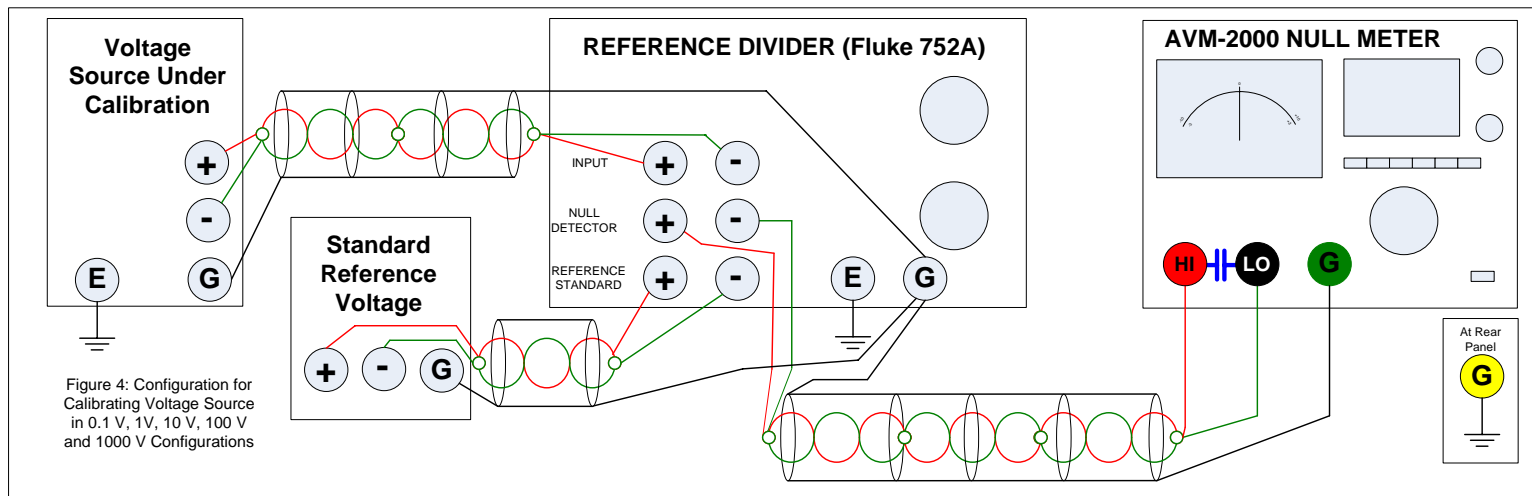 Voltage
Source Under
Calibration
+
-
E
G
REFERENCE DIVIDER (Fluke 752A)
INPUT
+
-
NULL
DETECTOR
+
-
REFERENCE
STANDARD
+
-
E
G
Standard
Reference
Voltage
+
-
G
AVM-2000 NULL METER
HI
LO
G
At Rear
Panel
G
Figure 4: Configuration for
Calibrating Voltage Source
in 0.1 V, 1V, 10 V, 100 V
and 1000 V Configurations